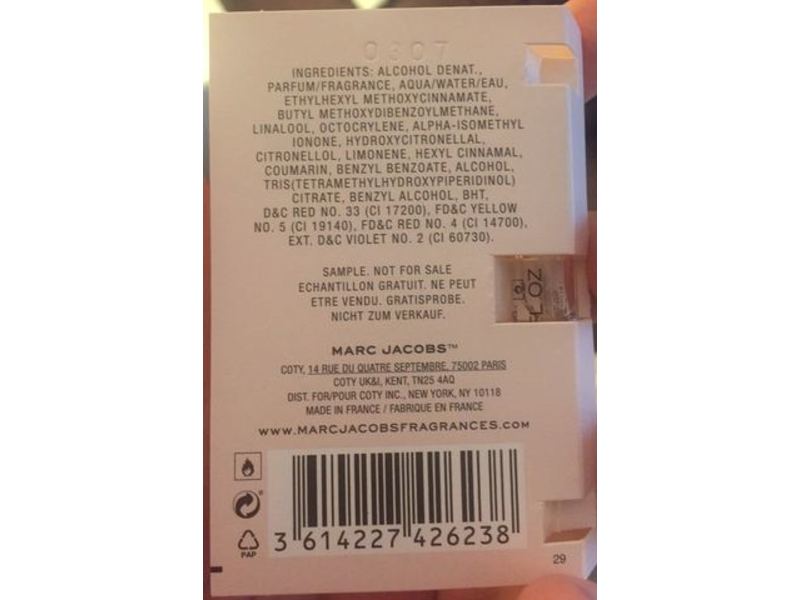 0307
INGREDIENTS: ALCOHOL DENAT.,
PARFUM/FRAGRANCE, AQUA/WATER/EAU,
ETHYLHEXYL METHOXYCINNAMATE,
BUTYL METHOXYDIBENZOYLMETHANE,
LINALOOL, OCTOCRYLENE, ALPHA-ISOMETHYL
IONONE, HYDROXYCITRONELLAL,
CITRONELLOL, LIMONENE, HEXYL CINNAMAL,
COUMARIN, BENZYL BENZOATE, ALCOHOL,
TRIS(TETRAMETHYLHYDROXYPIPERIDINOL)
CITRATE, BENZYL ALCOHOL, BHT,
D&C RED NO. 33 (CI 17200), FD&C YELLOW
NO. 5 (CI 19140), FD&C RED NO. 4 (CI 14700),
EXT. D&C VIOLET NO. 2 (CI 60730).
SAMPLE. NOT FOR SALE
ECHANTILLON GRATUIT. NE PEUT
ETRE VENDU. GRATISPROBE.
NICHT ZUM VERKAUF.
FL OZ
MARC JACOBS™
COTY, 14 RUE DU QUATRE SEPTEMBRE, 75002 PARIS
COTY UK&I, KENT, TN25 4AQ
DIST. FOR/POUR COTY INC., NEW YORK, NY 10118
MADE IN FRANCE / FABRIQUE EN FRANCE
WWW.MARCJACOBSFRAGRANCES.COM
3 614227 426238
PAP
29